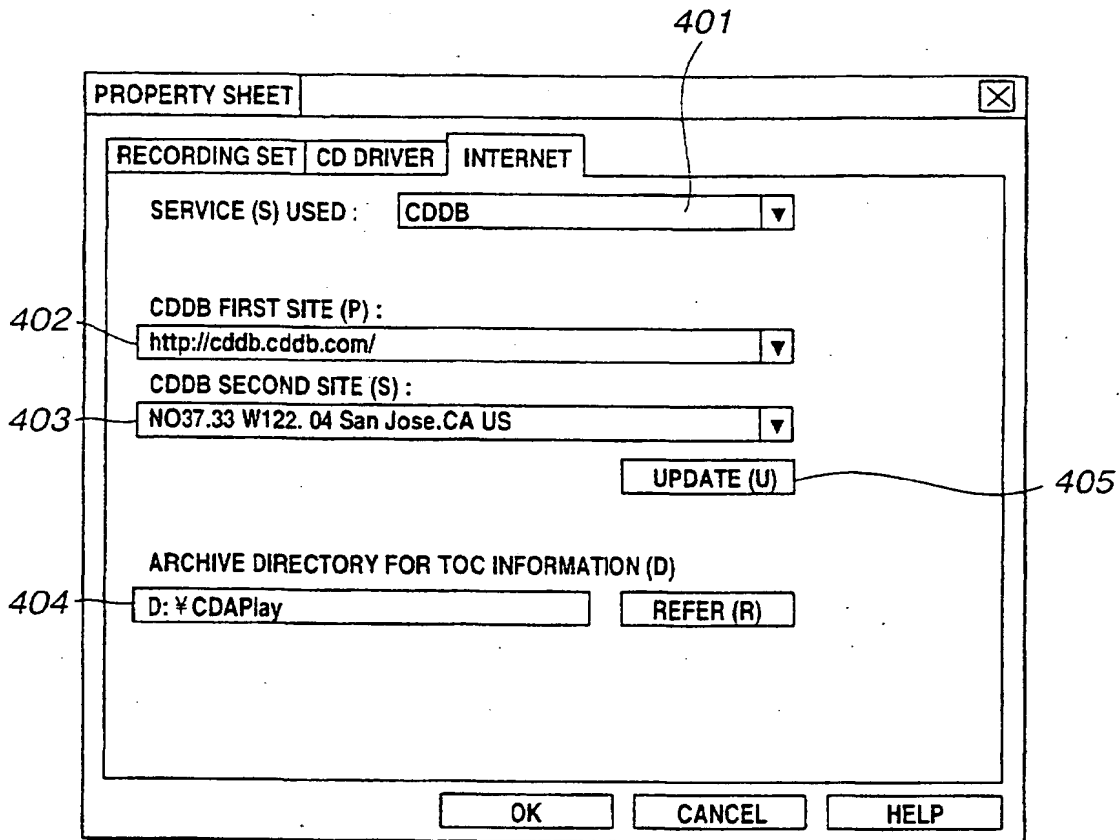 401
PROPERTY SHEET
RECORDING SET CD DRIVER INTERNET
SERVICE (S) USED : CDDB
CDDB FIRST SITE (P) :
402 http://cddb.cddb.com/
CDDB SECOND SITE (S) :
403 NO37.33 W122. 04 San Jose.CA US
UPDATE (U) 405
ARCHIVE DIRECTORY FOR TOC INFORMATION (D)
404 D: ¥CDAPlay REFER (R)
OK CANCEL HELP